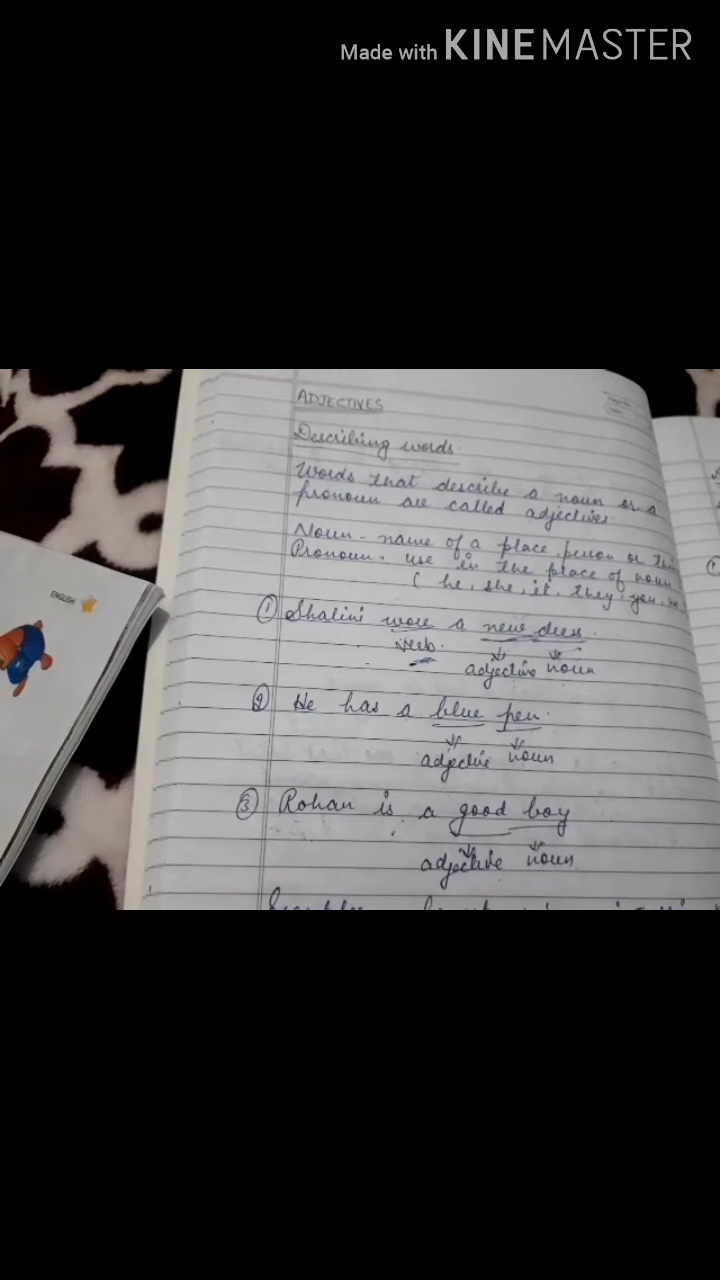 Made with KINEMASTER
ADJECTIVES
Describing words.
Words that describe a noun or a
pronoun are called adjectives
Noun - name of a place, person or
Pronoun - use in the place of noun
( he, she, it, they, you,
ENGLISH
① Shalini wore a new dress.
verb.
adjective noun
② He has a blue pen.
adjective noun
③ Rohan is a good boy
adjective noun